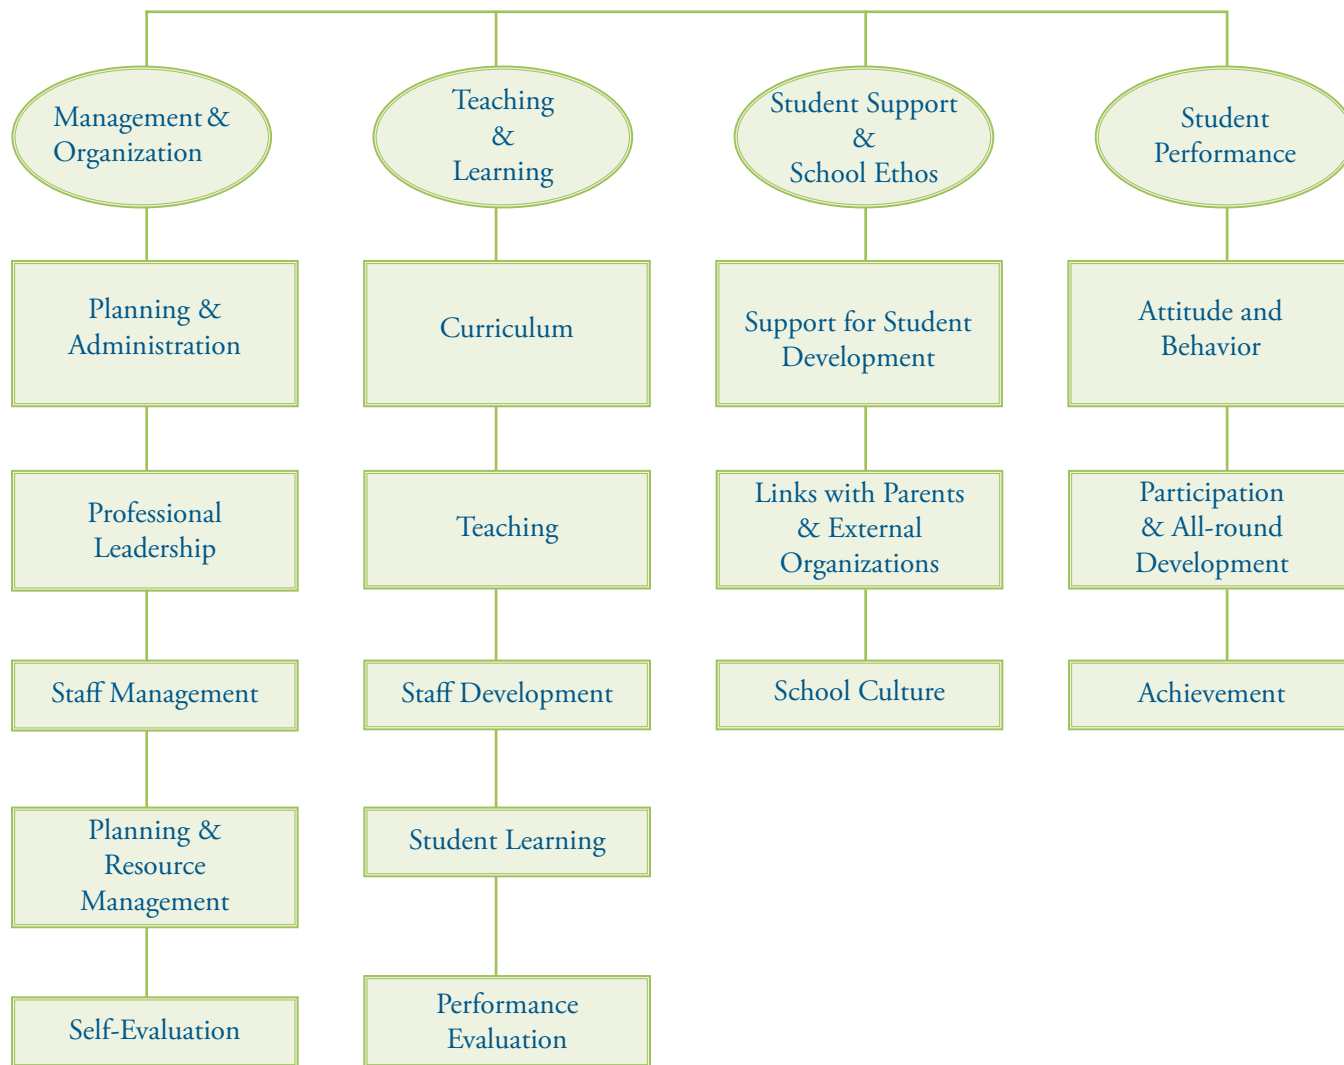 Management &
Organization
Teaching
&
Learning
Student Support
&
School Ethos
Student
Performance
Planning &
Administration
Curriculum
Support for Student
Development
Attitude and
Behavior
Professional
Leadership
Teaching
Links with Parents
& External
Organizations
Participation
& All-round
Development
Staff Management
Staff Development
School Culture
Achievement
Planning &
Resource
Management
Student Learning
Self-Evaluation
Performance
Evaluation